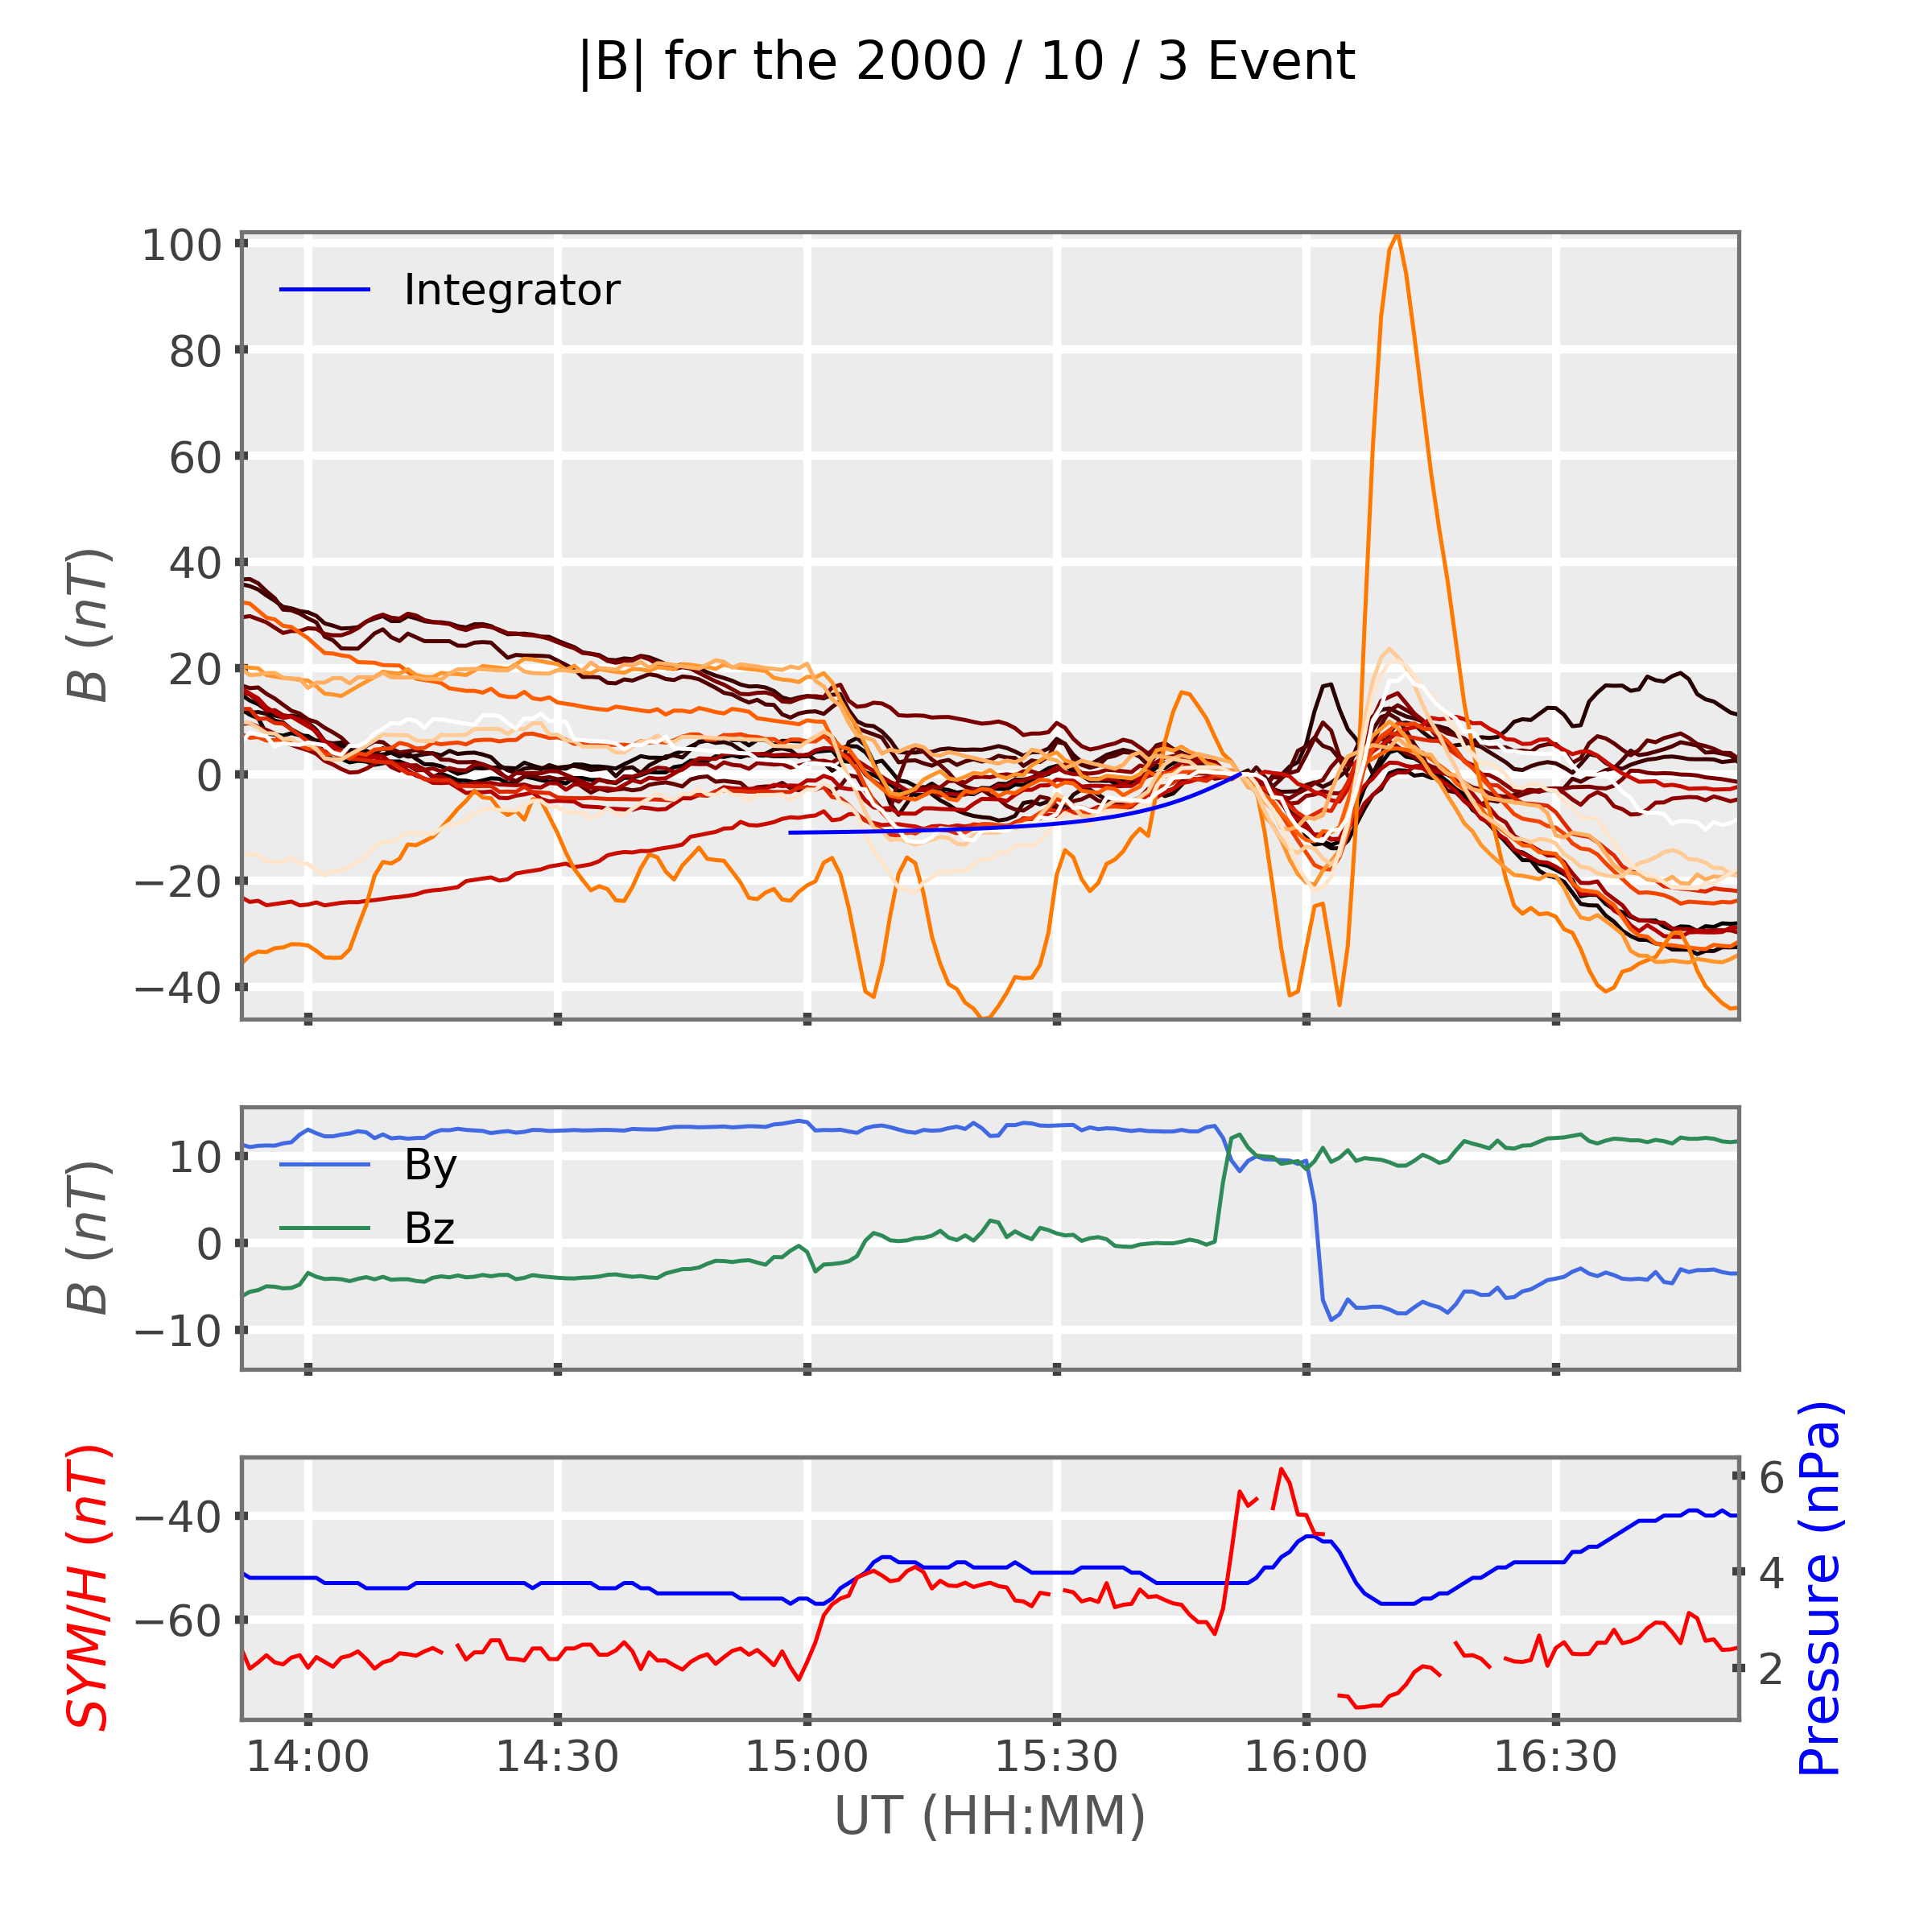 |B| for the 2000 / 10 / 3 Event
100
80
60
40
20
0
−20
−40
B (nT)
Integrator
10
0
−10
B (nT)
By
Bz
−40
−60
SYM/H (nT)
6
4
2
Pressure (nPa)
14:00 14:30 15:00 15:30 16:00 16:30
UT (HH:MM)